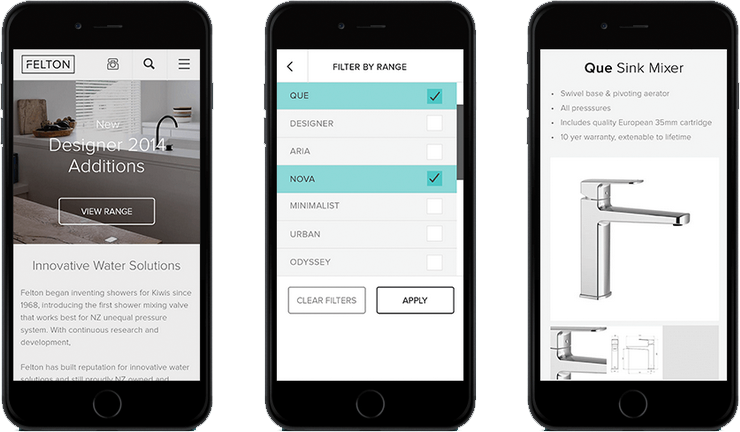 FELTON
New
Designer 2014
Additions
VIEW RANGE
Innovative Water Solutions
Felton began inventing showers for Kiwis since
1968, introducing the first shower mixing valve
that works best for NZ unequal pressure
system. With continuous research and
development,
Felton has built reputation for innovative water
solutions and still proudly NZ owned and
FILTER BY RANGE
QUE
DESIGNER
ARIA
NOVA
MINIMALIST
URBAN
ODYSSEY
CLEAR FILTERS
APPLY
Que Sink Mixer
• Swivel base & pivoting aerator
• All presssures
• Includes quality European 35mm cartridge
• 10 yer warranty, extenable to lifetime